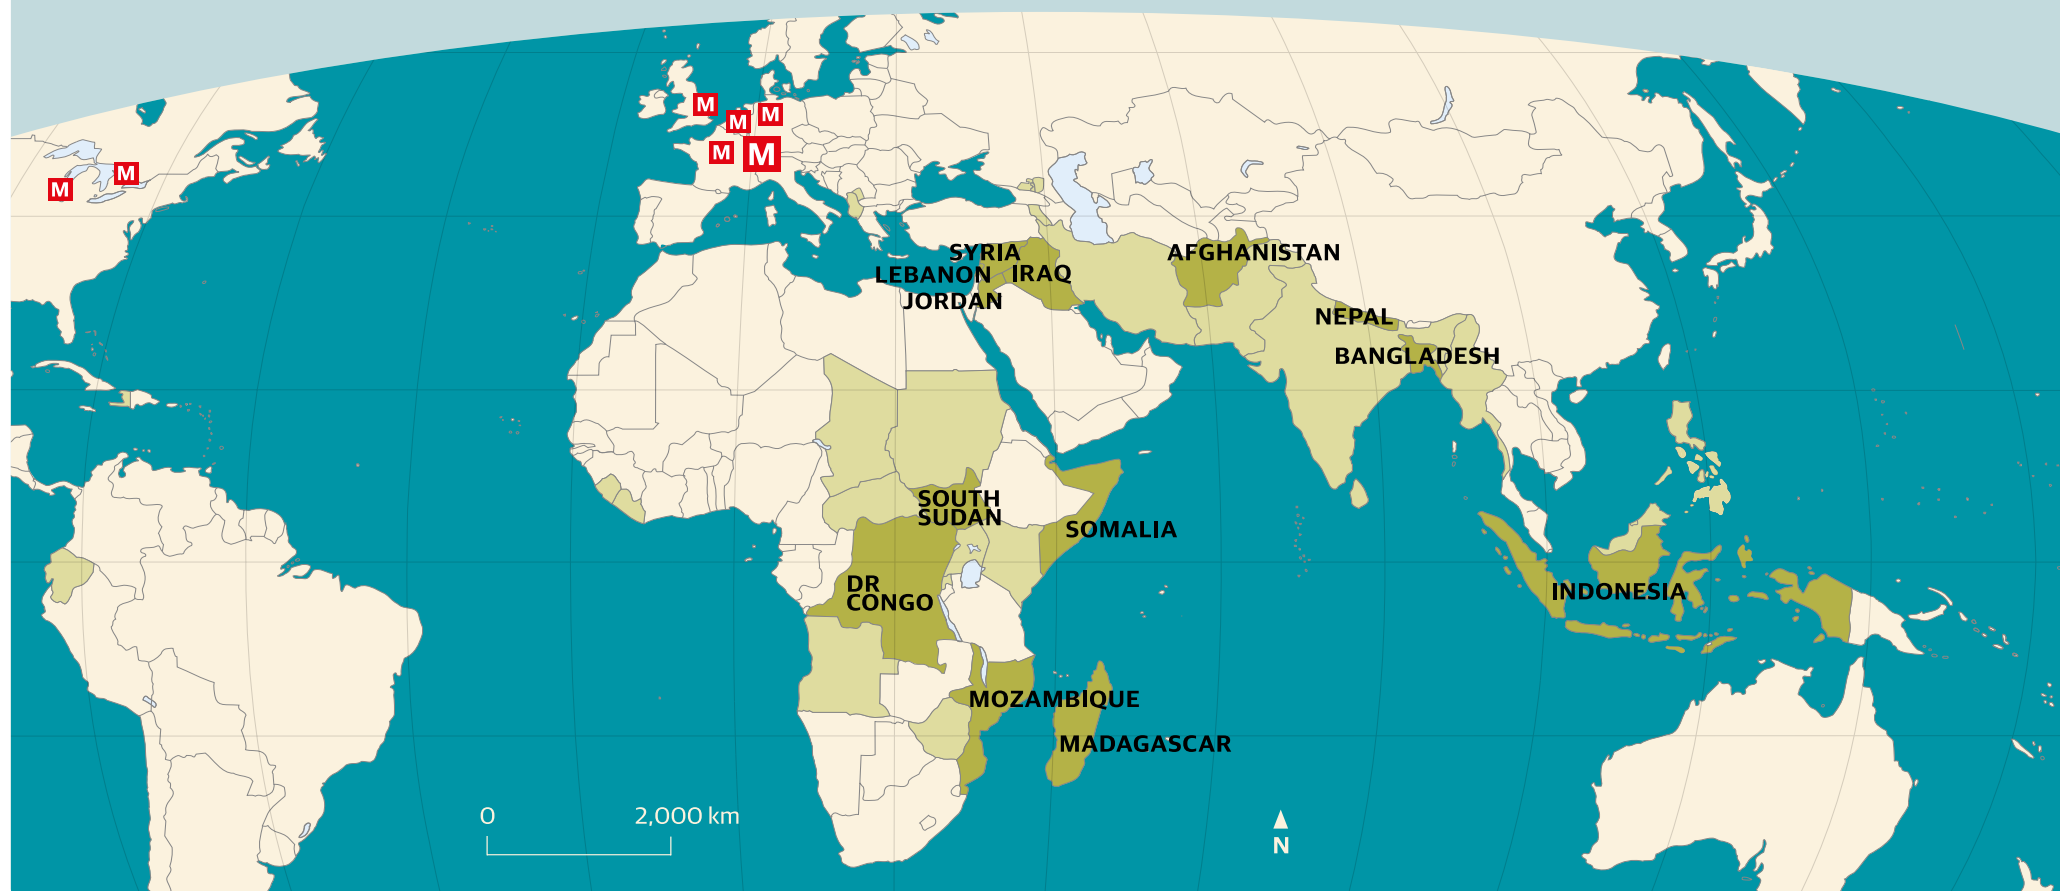 M
M
M
M
M
M
M
SYRIA
AFGHANISTAN
LEBANON
IRAQ
JORDAN
NEPAL
BANGLADESH
SOUTH
SUDAN
SOMALIA
DR
CONGO
INDONESIA
MOZAMBIQUE
MADAGASCAR
0
2,000 km
N